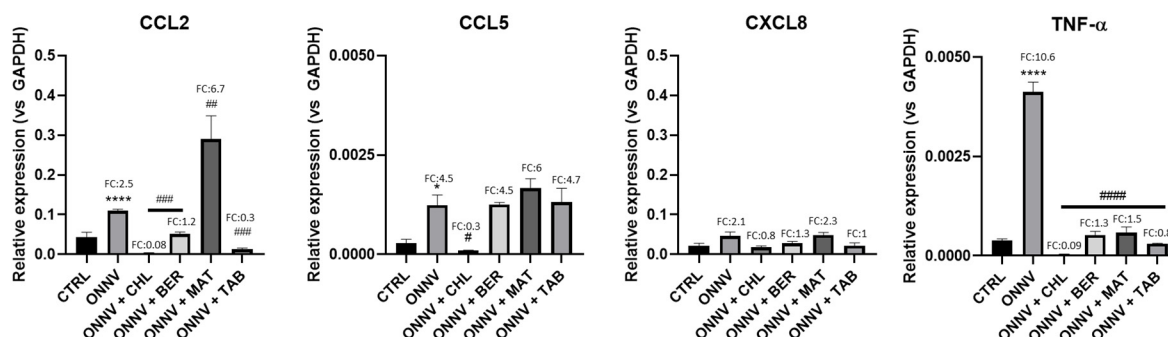 CCL2
Relative expression (vs GAPDH)
0.5
0.4
0.3
0.2
0.1
0.0
FC:2.5
****
FC:0.08
###
FC:1.2
FC:6.7
##
FC:0.3
###
CTRL
ONNV
ONNV + CHL
ONNV + BER
ONNV + MAT
ONNV + TAB
CCL5
Relative expression (vs GAPDH)
0.0050
0.0025
0.0000
FC:4.5
*
FC:0.3
#
FC:4.5
FC:6
FC:4.7
CTRL
ONNV
ONNV + CHL
ONNV + BER
ONNV + MAT
ONNV + TAB
CXCL8
Relative expression (vs GAPDH)
0.5
0.4
0.3
0.2
0.1
0.0
FC:2.1
FC:0.8
FC:1.3
FC:2.3
FC:1
CTRL
ONNV
ONNV + CHL
ONNV + BER
ONNV + MAT
ONNV + TAB
TNF-α
Relative expression (vs GAPDH)
0.0050
0.0025
0.0000
FC:10.6
****
####
FC:0.09
FC:1.3
FC:1.5
FC:0.8
CTRL
ONNV
ONNV + CHL
ONNV + BER
ONNV + MAT
ONNV + TAB